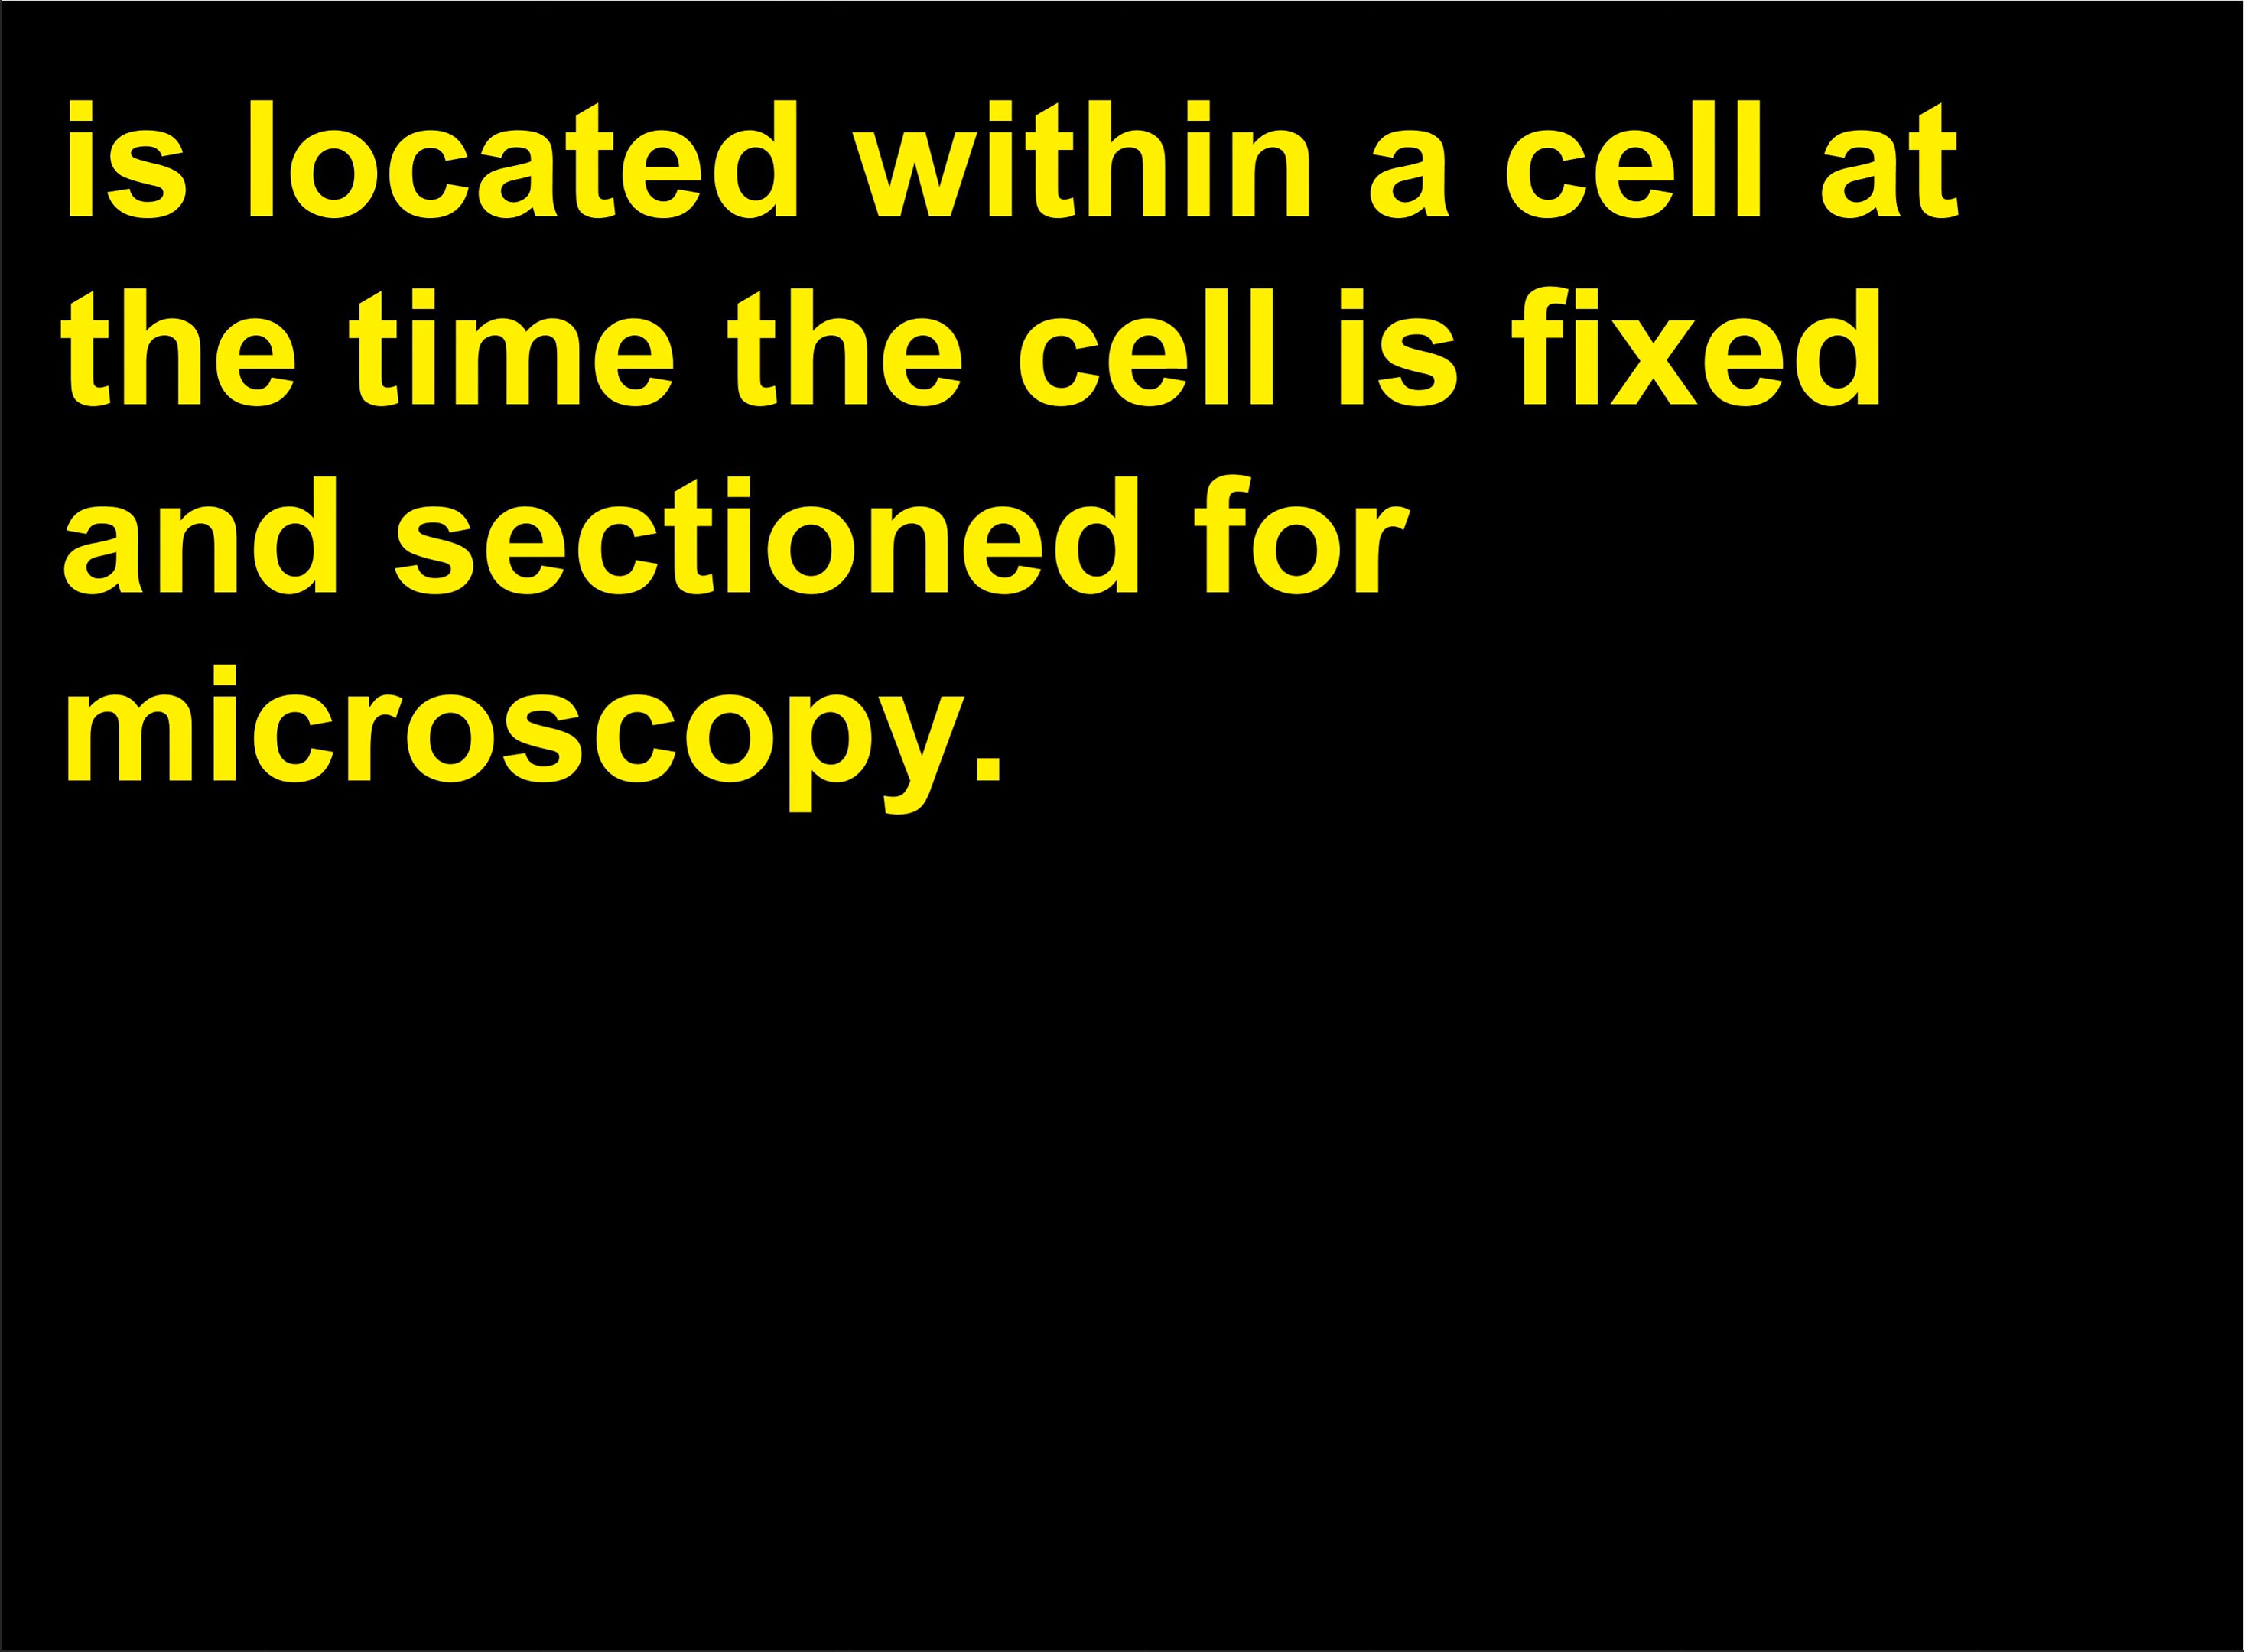 is located within a cell at
the time the cell is fixed
and sectioned for
microscopy.